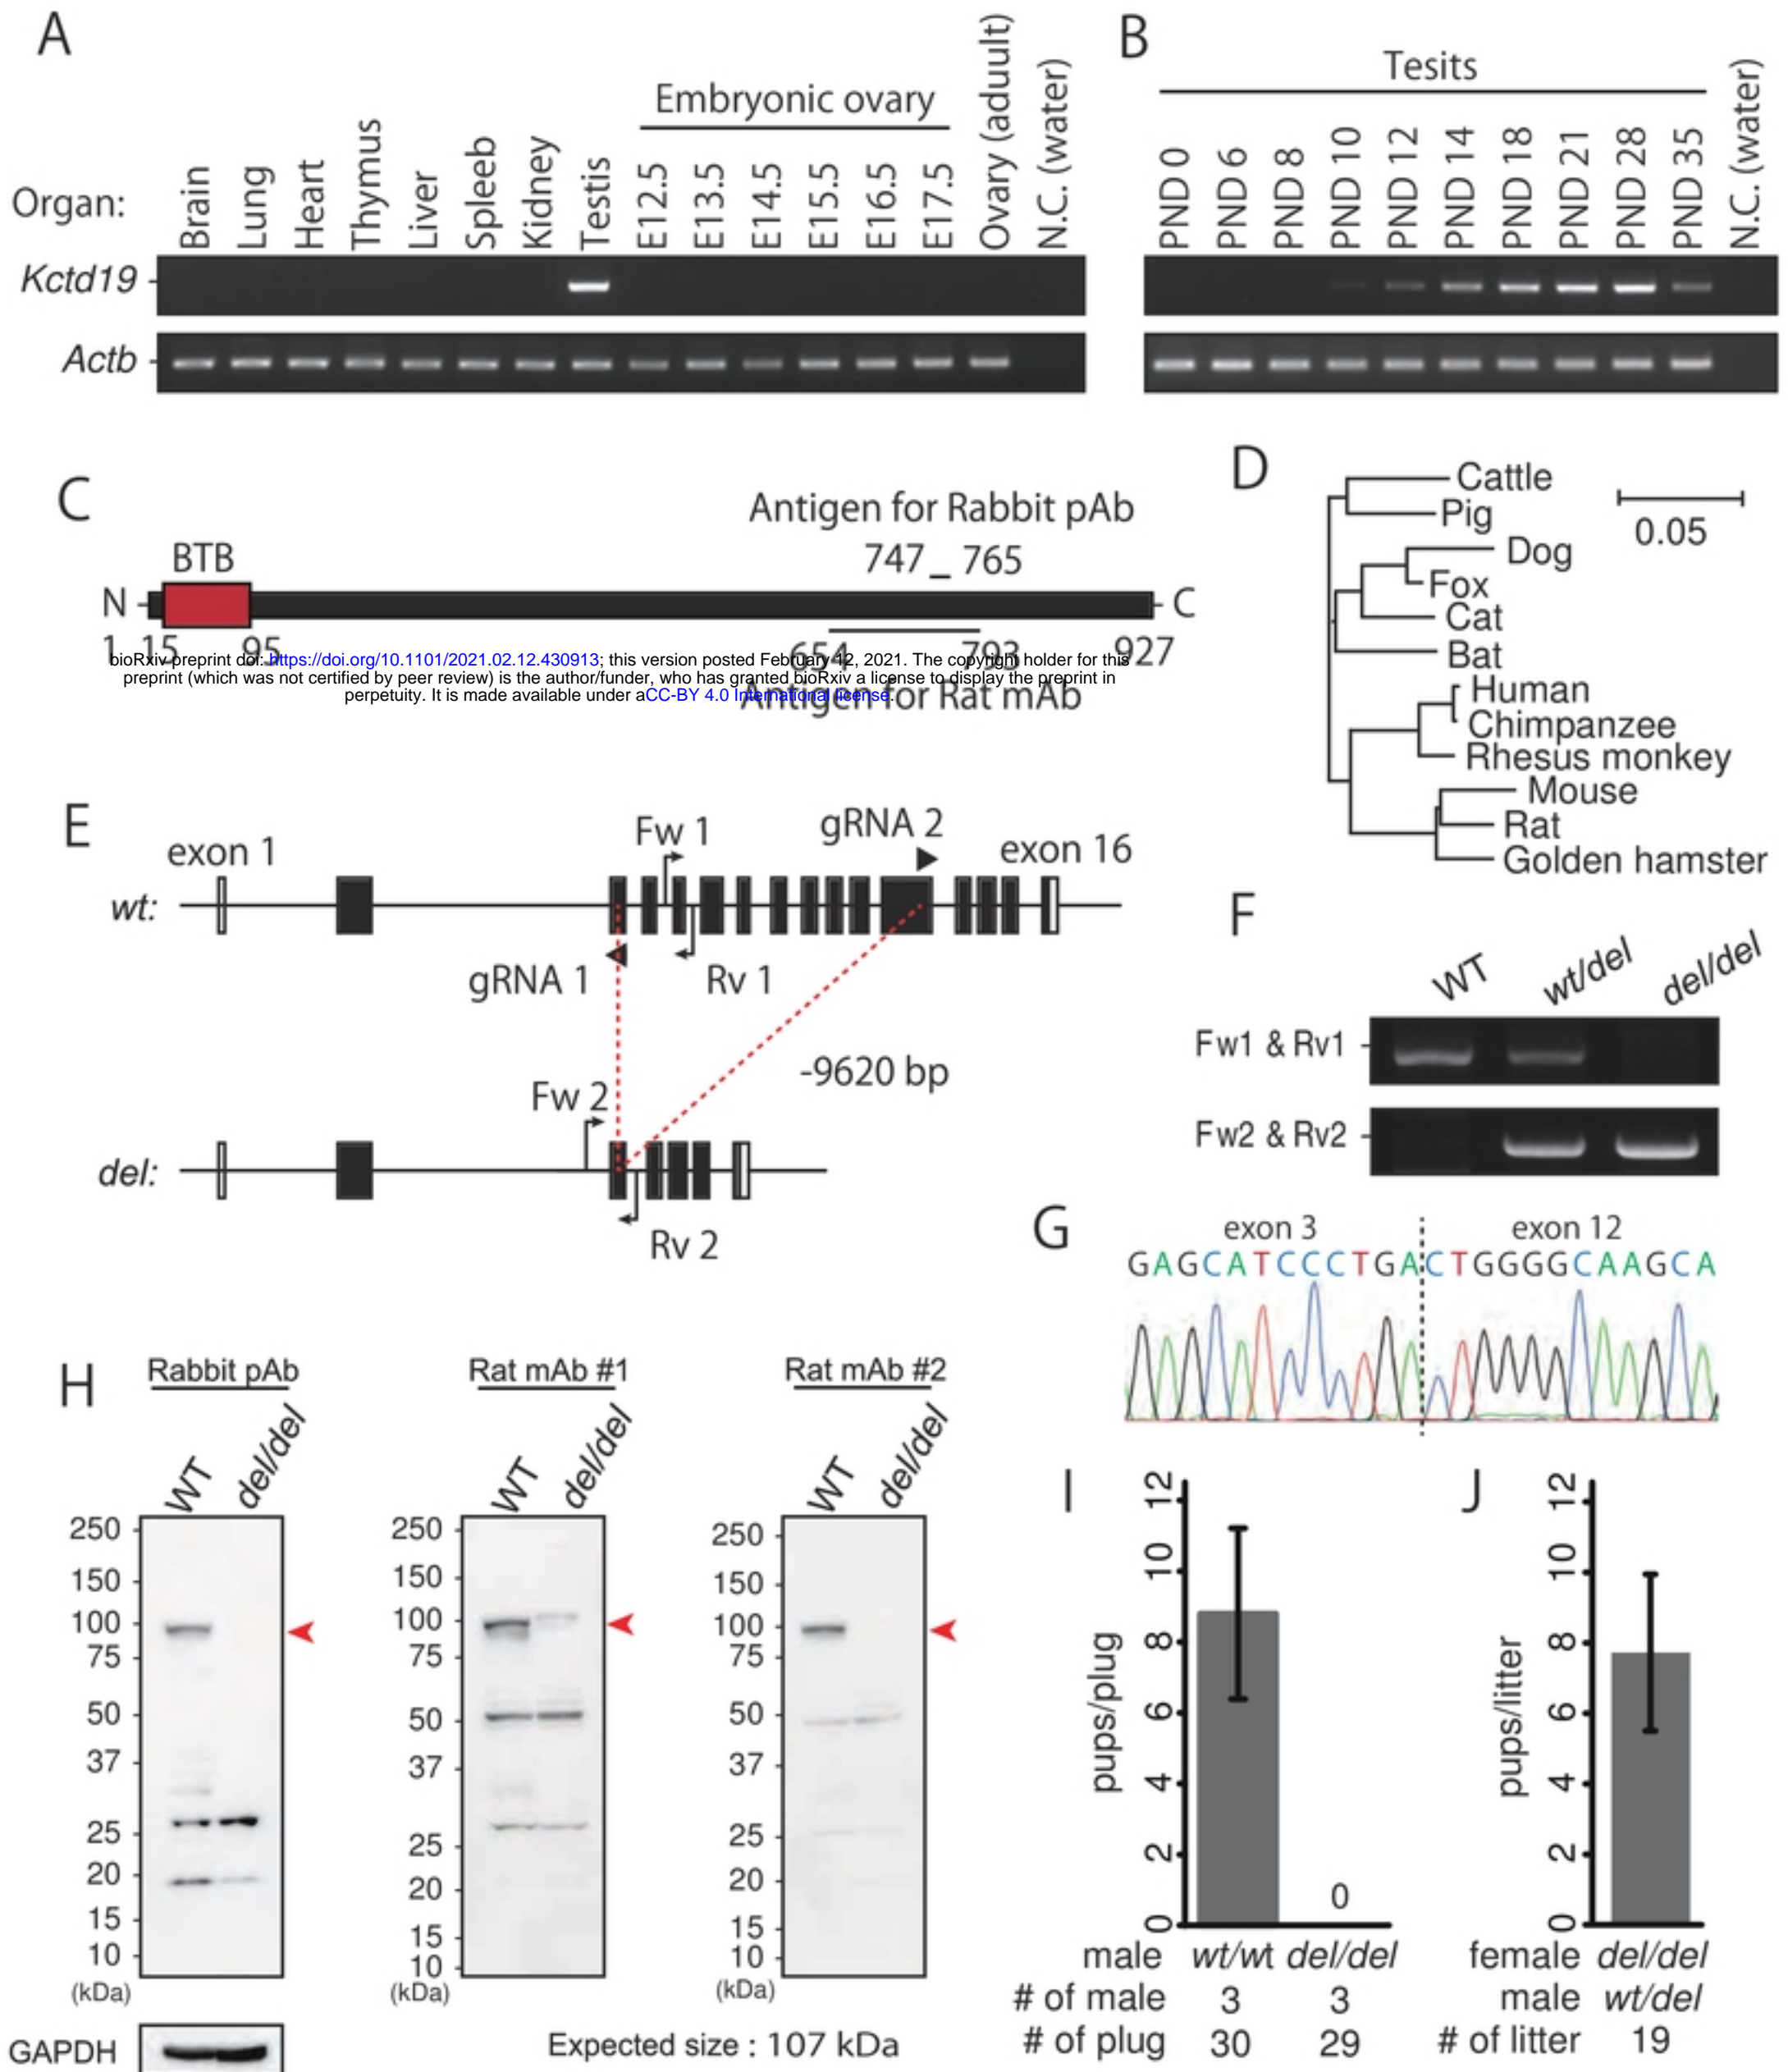 A
Organ:
Brain
Lung
Heart
Thymus
Liver
Spleeb
Kidney
Testis
Embryonic ovary
E12.5
E13.5
E14.5
E15.5
E16.5
E17.5
Ovary (aduult)
N.C. (water)
Kctd19
Actb
B
Tesits
PND 0
PND 6
PND 8
PND 10
PND 12
PND 14
PND 18
PND 21
PND 28
PND 35
N.C. (water)
C
Antigen for Rabbit pAb
747 765
BTB
N
C
1 15 95
654 793 927
Antigen for Rat mAb
bioRxiv preprint doi: https://doi.org/10.1101/2021.02.12.430913; this version posted February 12, 2021. The copyright holder for this
preprint (which was not certified by peer review) is the author/funder, who has granted bioRxiv a license to display the preprint in
perpetuity. It is made available under aCC-BY 4.0 International license.
D
Cattle
Pig
0.05
Dog
Fox
Cat
Bat
Human
Chimpanzee
Rhesus monkey
Mouse
Rat
Golden hamster
E
exon 1
Fw 1
gRNA 2
exon 16
wt:
gRNA 1
Rv 1
-9620 bp
Fw 2
del:
Rv 2
F
WT
wt/del
del/del
Fw1 & Rv1
Fw2 & Rv2
G
exon 3 exon 12
GAGCATCCCTGACTGGGGCAAGCA
H
Rabbit pAb
WT
del/del
250
150
100
75
50
37
25
20
15
10
(kDa)
GAPDH
Rat mAb #1
WT
del/del
250
150
100
75
50
37
25
20
15
10
(kDa)
Rat mAb #2
WT
del/del
250
150
100
75
50
37
25
20
15
10
(kDa)
Expected size : 107 kDa
I
pups/plug
12
10
8
6
4
2
0
0
male wt/wt del/del
# of male 3 3
# of plug 30 29
J
pups/litter
12
10
8
6
4
2
0
female del/del
male wt/del
# of litter 19